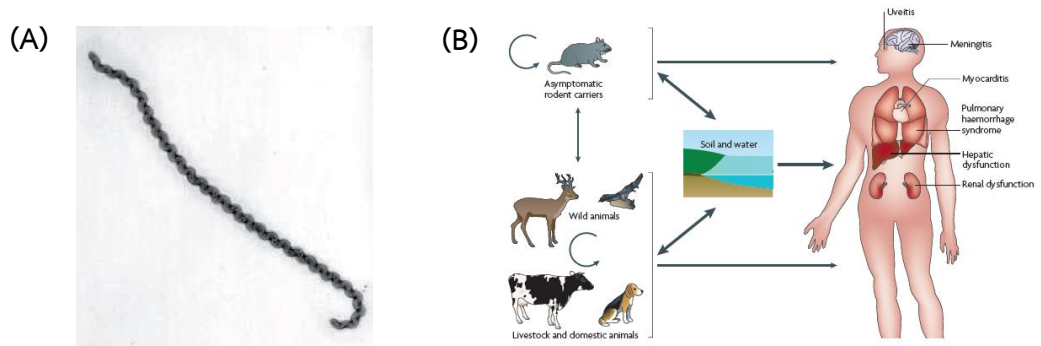 (A)
(B)
Asymptomatic
rodent carriers
Wild animals
Livestock and domestic animals
Soil and water
Uveitis
Meningitis
Myocarditis
Pulmonary
haemorrhage
syndrome
Hepatic
dysfunction
Renal dysfunction